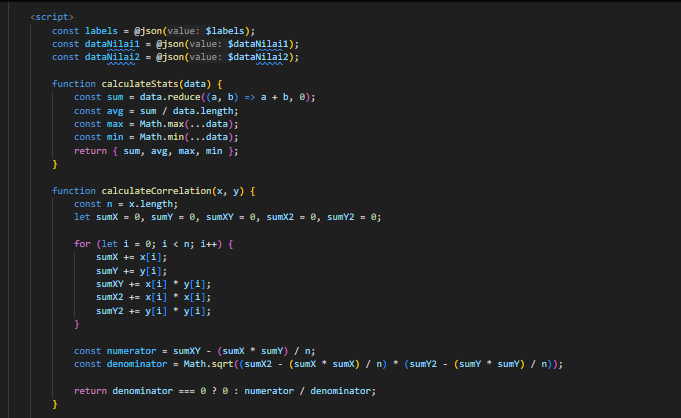 <script>
const labels = @json(value: $labels);
const dataNilai1 = @json(value: $dataNilai1);
const dataNilai2 = @json(value: $dataNilai2);
function calculateStats(data) {
const sum = data.reduce((a, b) => a + b, 0);
const avg = sum / data.length;
const max = Math.max(...data);
const min = Math.min(...data);
return { sum, avg, max, min };
}
function calculateCorrelation(x, y) {
const n = x.length;
let sumX = 0, sumY = 0, sumXY = 0, sumX2 = 0, sumY2 = 0;
for (let i = 0; i < n; i++) {
sumX += x[i];
sumY += y[i];
sumXY += x[i] * y[i];
sumX2 += x[i] * x[i];
sumY2 += y[i] * y[i];
}
const numerator = sumXY - (sumX * sumY) / n;
const denominator = Math.sqrt((sumX2 - (sumX * sumX) / n) * (sumY2 - (sumY * sumY) / n));
return denominator === 0 ? 0 : numerator / denominator;
}